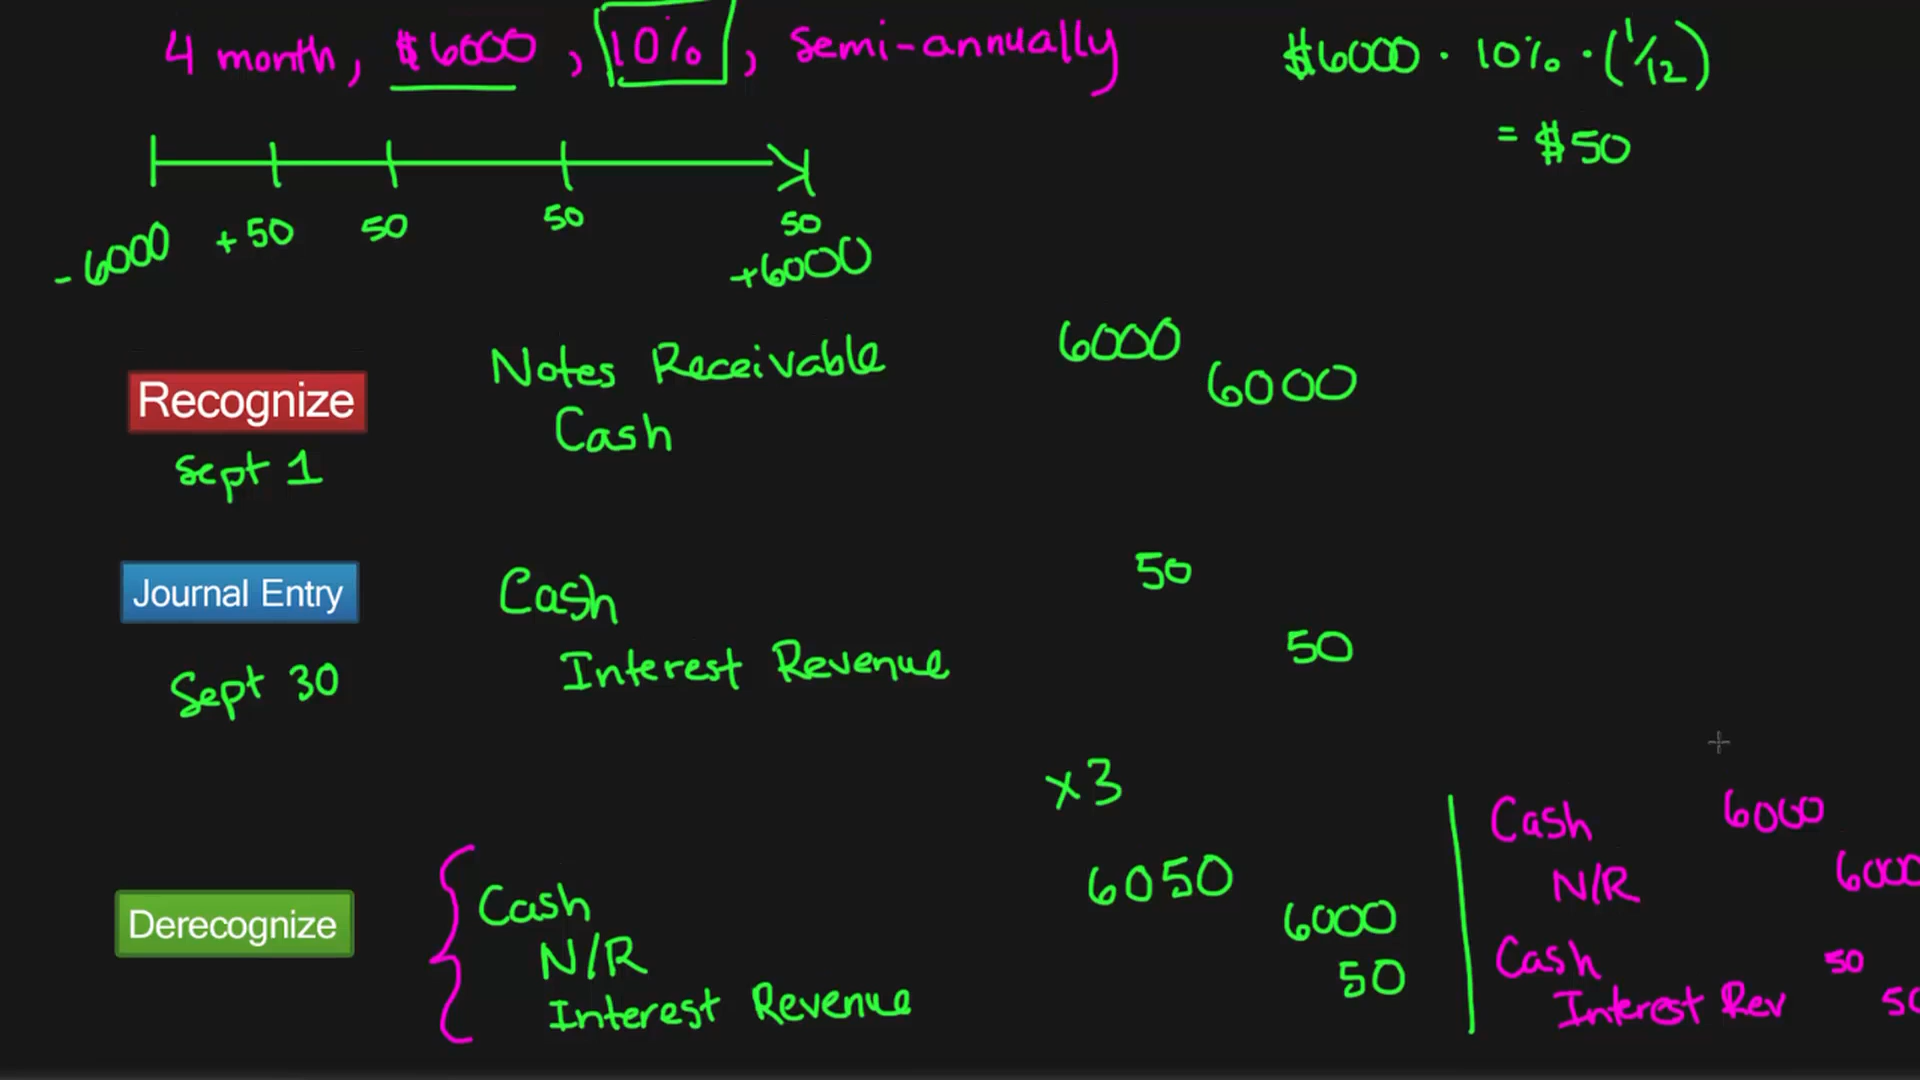 4 month, $6000, 10%, semi-annually
$6000 · 10% · (1/12)
= $50
-6000 +50 50 50 50
+6000
Recognize
Sept 1
Notes Receivable 6000
Cash 6000
Journal Entry
Sept 30
Cash 50
Interest Revenue 50
x3
Derecognize
Cash 6050
N/R 6000
Interest Revenue 50
Cash 6000
N/R 6000
Cash 50
Interest Rev 50